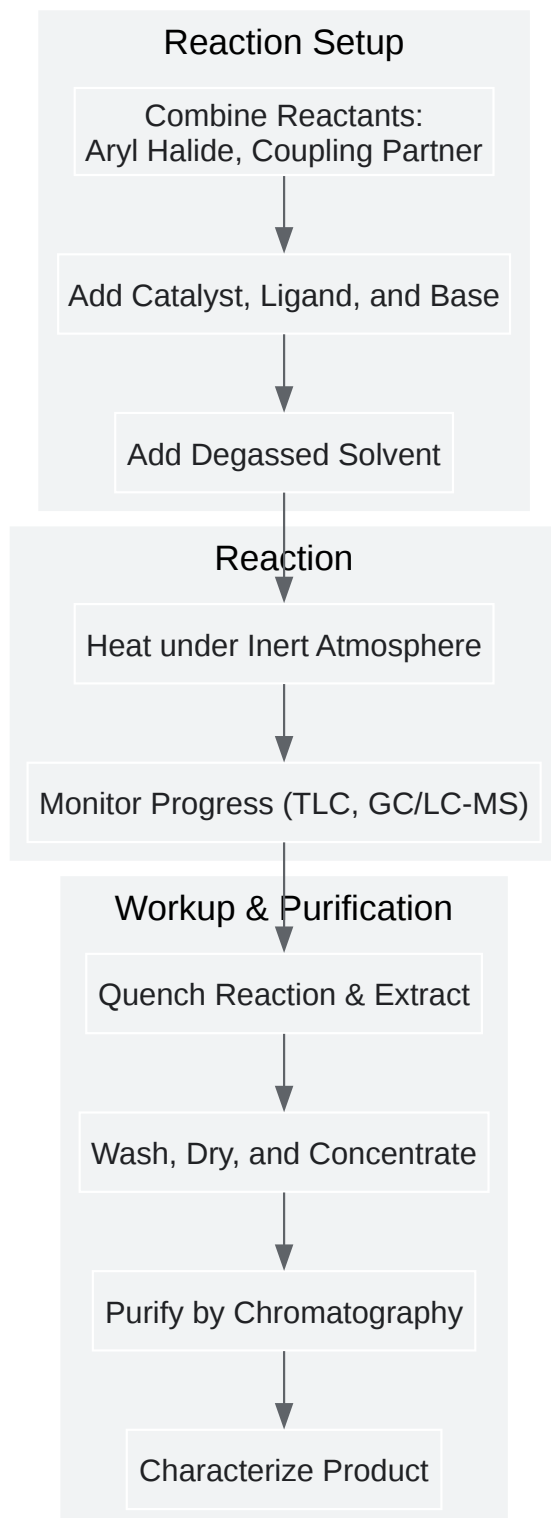 Reaction Setup
Combine Reactants:
Aryl Halide, Coupling Partner
Add Catalyst, Ligand, and Base
Add Degassed Solvent
Reaction
Heat under Inert Atmosphere
Monitor Progress (TLC, GC/LC-MS)
Workup & Purification
Quench Reaction & Extract
Wash, Dry, and Concentrate
Purify by Chromatography
Characterize Product